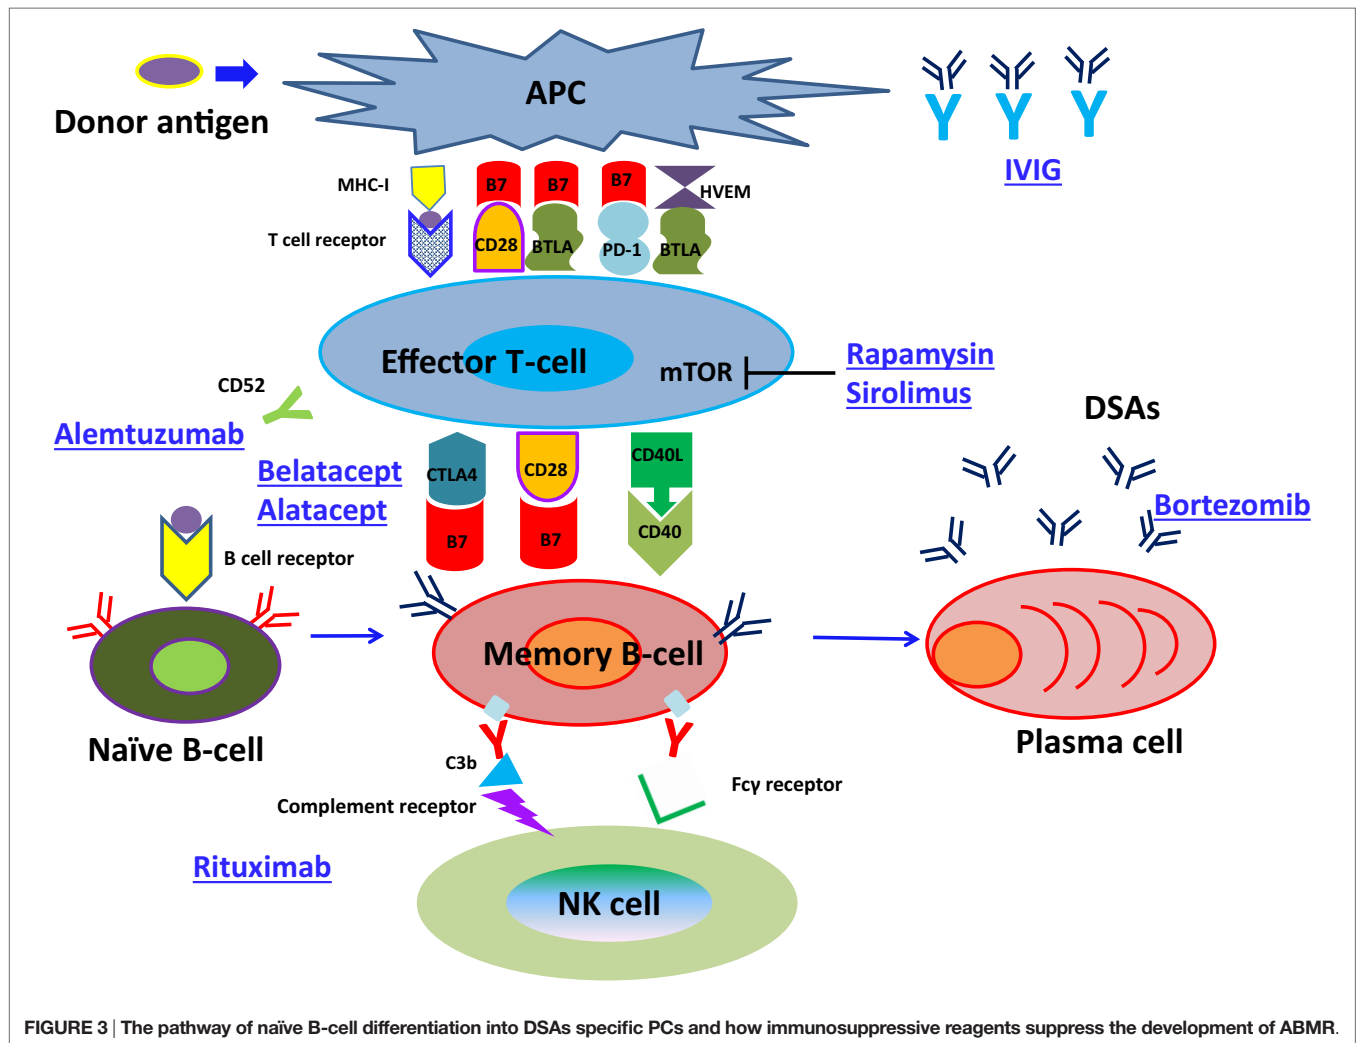 APC
Donor antigen
IVIG
MHC-I
B7
B7
B7
HVEM
T cell receptor
CD28
BTLA
PD-1
BTLA
Effector T-cell
mTOR
Rapamysin
Sirolimus
CD52
Alemtuzumab
DSAs
Belatacept
Alatacept
CTLA4
CD28
CD40L
Bortezomib
B7
B7
CD40
B cell receptor
Memory B-cell
Naïve B-cell
Plasma cell
C3b
Complement receptor
Fcγ receptor
Rituximab
NK cell
FIGURE 3 | The pathway of naïve B-cell differentiation into DSAs specific PCs and how immunosuppressive reagents suppress the development of ABMR.